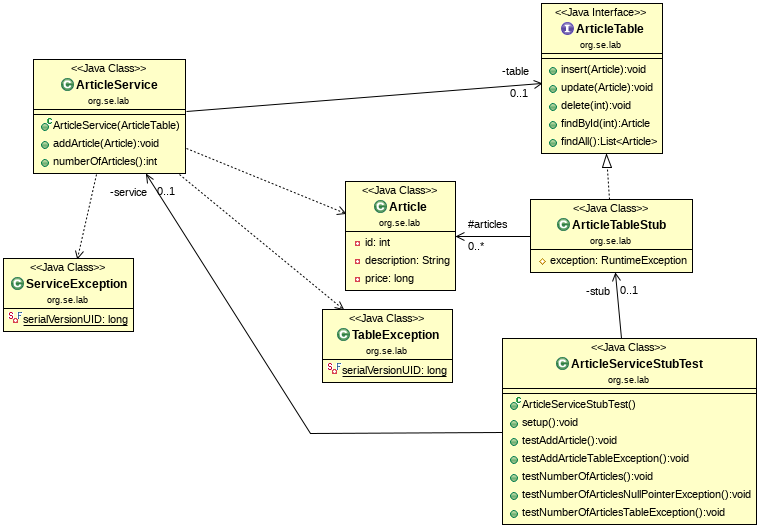 <<Java Interface>>
I ArticleTable
org.se.lab
insert(Article):void
update(Article):void
delete(int):void
findById(int):Article
findAll():List<Article>
<<Java Class>>
C ArticleService
org.se.lab
C ArticleService(ArticleTable)
addArticle(Article):void
numberOfArticles():int
-table
0..1
-service 0..1
<<Java Class>>
C Article
org.se.lab
id: int
description: String
price: long
#articles
0..*
<<Java Class>>
C ArticleTableStub
org.se.lab
exception: RuntimeException
<<Java Class>>
C ServiceException
org.se.lab
S F serialVersionUID: long
-stub 0..1
<<Java Class>>
C TableException
org.se.lab
S F serialVersionUID: long
<<Java Class>>
C ArticleServiceStubTest
org.se.lab
C ArticleServiceStubTest()
setup():void
testAddArticle():void
testAddArticleTableException():void
testNumberOfArticles():void
testNumberOfArticlesNullPointerException():void
testNumberOfArticlesTableException():void